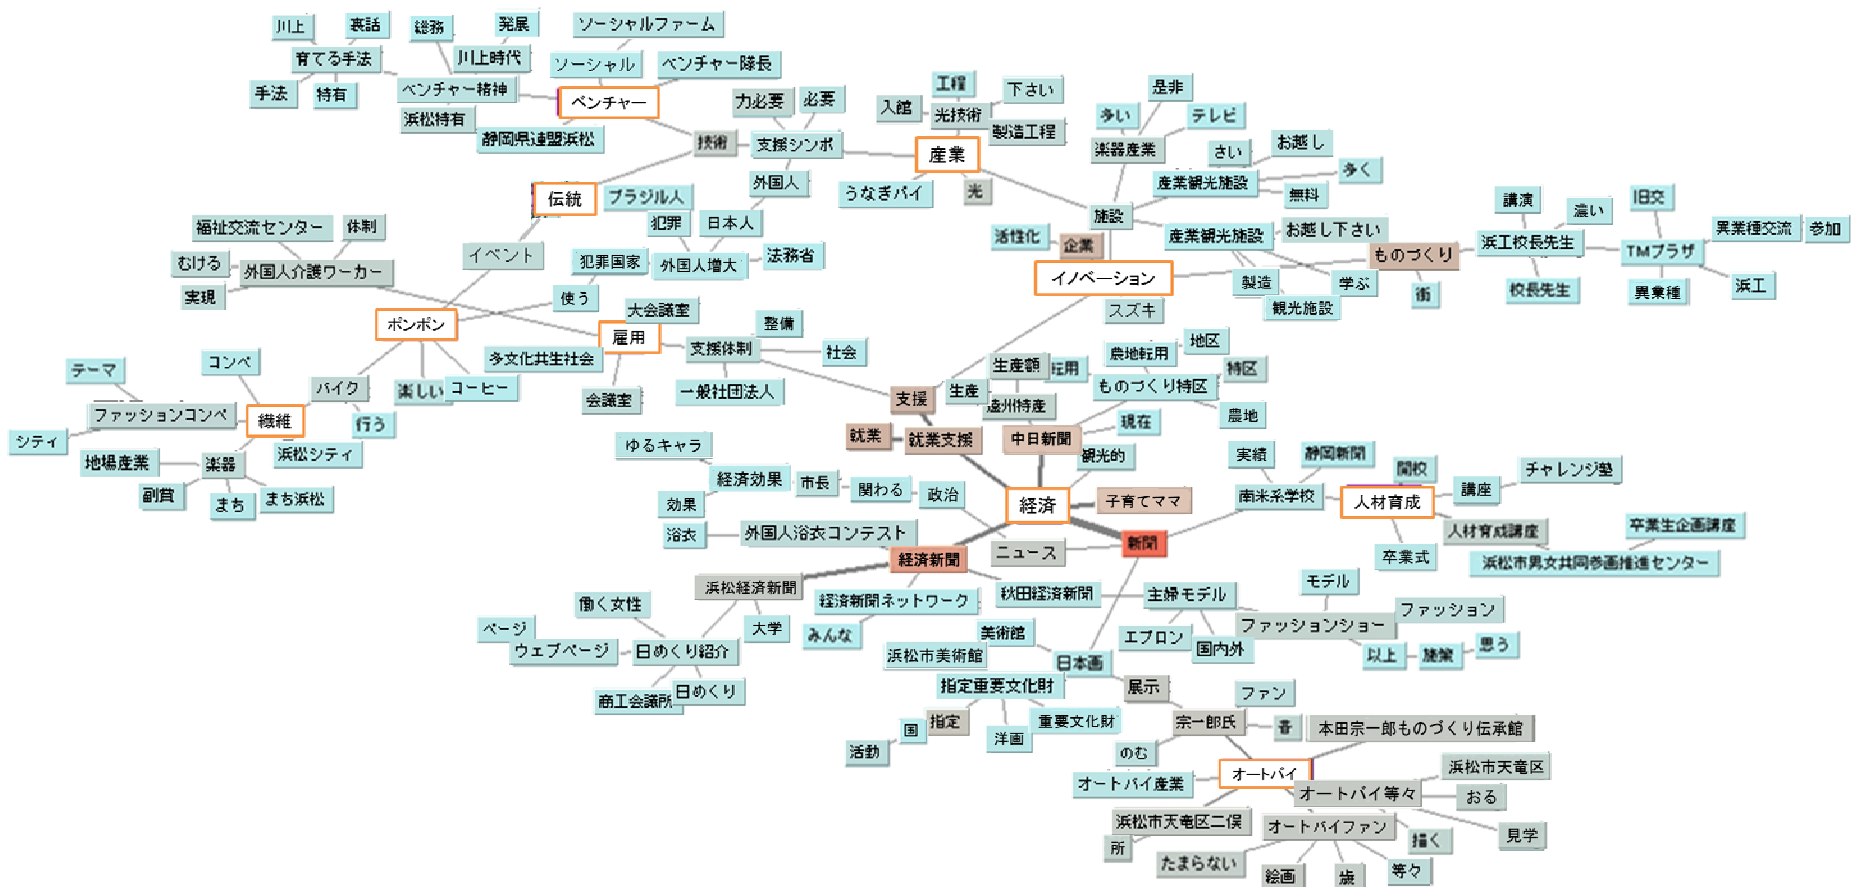 川上
裏話
総務
発展
ソーシャルファーム
育てる手法
川上時代
ソーシャル
ベンチャー隊長
手法
特有
ベンチャー精神
ベンチャー
浜松特有
静岡県連盟浜松
力必要
必要
技術
支援シンポ
外国人
工程
下さい
入館
光技術
製造工程
産業
うなぎパイ
光
是非
多い
テレビ
楽器産業
さい
お越し
多く
産業観光施設
無料
施設
活性化
企業
産業観光施設
お越し下さい
イノベーション
製造
学ぶ
観光施設
スズキ
ものづくり
街
講演
濃い
浜工校長先生
校長先生
旧交
TMプラザ
異業種交流
参加
異業種
浜工
伝統
ブラジル人
犯罪
日本人
犯罪国家
外国人増大
法務省
イベント
使う
福祉交流センター
体制
むける
外国人介護ワーカー
実現
ポンポン
大会議室
雇用
多文化共生社会
会議室
支援体制
整備
社会
一般社団法人
テーマ
コンペ
バイク
楽しい
コーヒー
ファッションコンペ
繊維
行う
シティ
浜松シティ
地場産業
楽器
副賞
まち
まち浜松
支援
就業
就業支援
生産額
転用
生産
遠州特産
農地転用
地区
ものづくり特区
特区
農地
中日新聞
現在
観光的
ゆるキャラ
経済効果
市長
関わる
政治
効果
経済
子育てママ
新聞
ニュース
浴衣
外国人浴衣コンテスト
経済新聞
浜松経済新聞
経済新聞ネットワーク
秋田経済新聞
みんな
大学
働く女性
ページ
ウェブページ
日めくり紹介
商工会議所
日めくり
実績
静岡新聞
南米系学校
開校
人材育成
講座
チャレンジ塾
人材育成講座
卒業生企画講座
卒業式
浜松市男女共同参画推進センター
主婦モデル
エプロン
国内外
モデル
ファッション
ファッションショー
以上
施策
思う
美術館
浜松市美術館
日本画
指定重要文化財
展示
国
指定
重要文化財
洋画
活動
ファン
宗一郎氏
音
本田宗一郎ものづくり伝承館
のむ
オートバイ
オートバイ産業
オートバイ等々
浜松市天竜区
おる
見学
浜松市天竜区二俣
オートバイファン
描く
所
たまらない
絵画
歳
等々